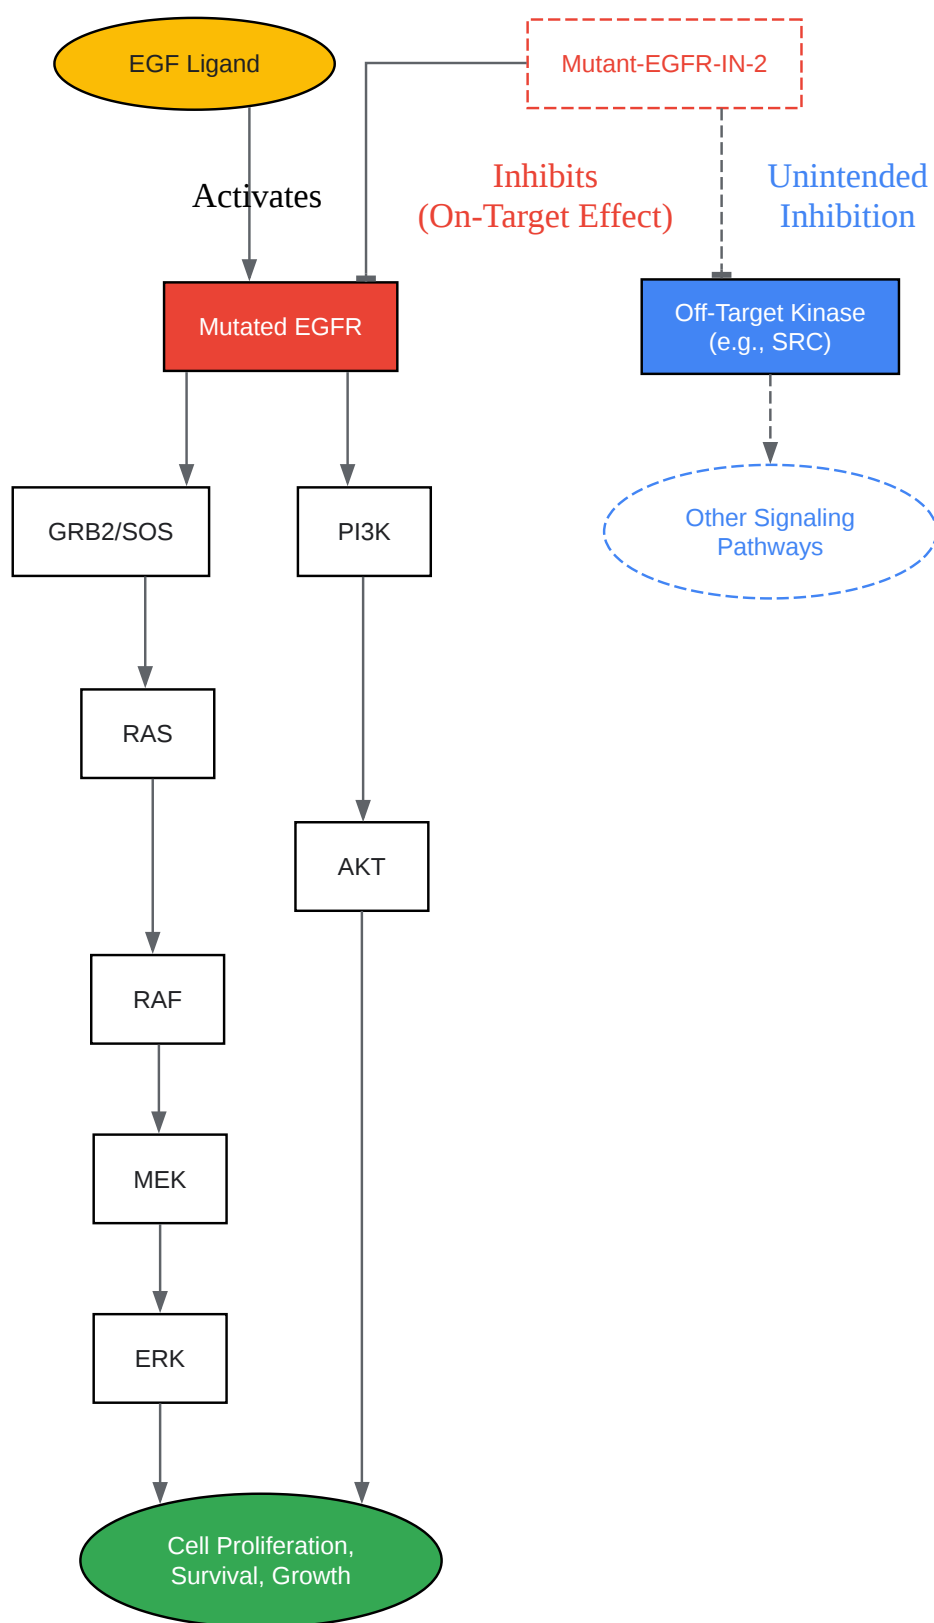 EGF Ligand
Mutant-EGFR-IN-2
Activates
Inhibits
(On-Target Effect)
Unintended
Inhibition
Mutated EGFR
Off-Target Kinase
(e.g., SRC)
GRB2/SOS
PI3K
Other Signaling
Pathways
RAS
AKT
RAF
MEK
ERK
Cell Proliferation,
Survival, Growth